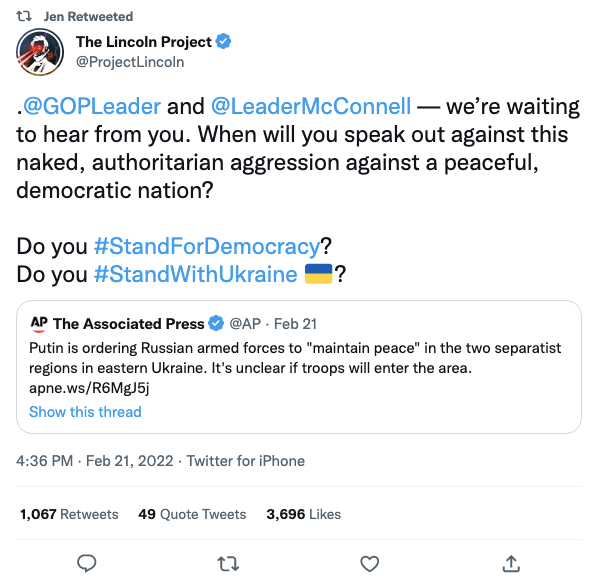 Jen Retweeted
The Lincoln Project
@ProjectLincoln
.@GOPLeader and @LeaderMcConnell — we’re waiting
to hear from you. When will you speak out against this
naked, authoritarian aggression against a peaceful,
democratic nation?
Do you #StandForDemocracy?
Do you #StandWithUkraine 🇺🇦?
AP The Associated Press @AP · Feb 21
Putin is ordering Russian armed forces to "maintain peace" in the two separatist
regions in eastern Ukraine. It's unclear if troops will enter the area.
apne.ws/R6MgJ5j
Show this thread
4:36 PM · Feb 21, 2022 · Twitter for iPhone
1,067 Retweets 49 Quote Tweets 3,696 Likes